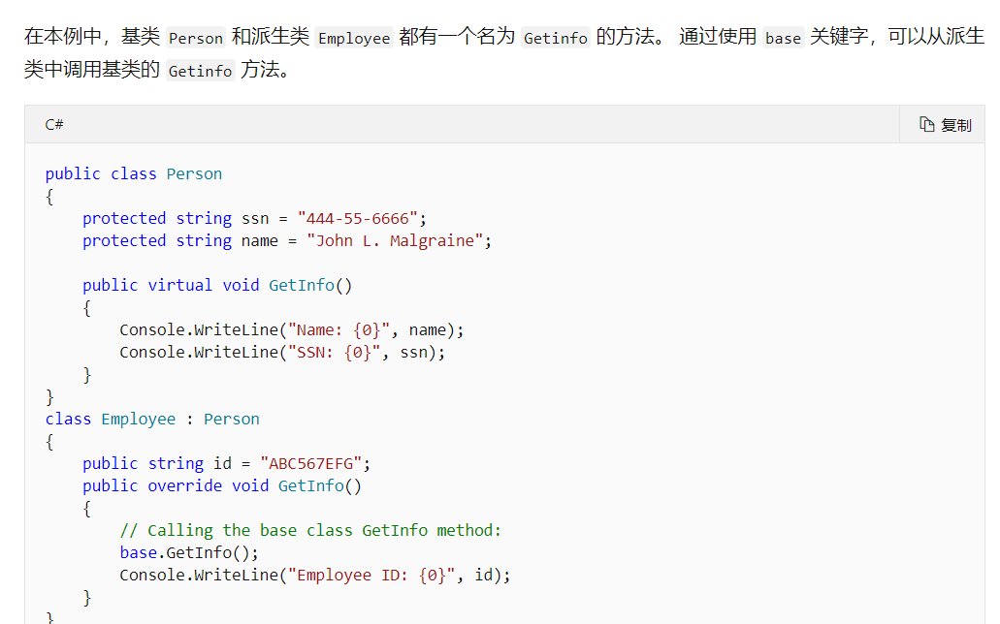 在本例中，基类 Person 和派生类 Employee 都有一个名为 Getinfo 的方法。 通过使用 base 关键字，可以从派生
类中调用基类的 Getinfo 方法。
C# 复制
public class Person
{
    protected string ssn = "444-55-6666";
    protected string name = "John L. Malgraine";

    public virtual void GetInfo()
    {
        Console.WriteLine("Name: {0}", name);
        Console.WriteLine("SSN: {0}", ssn);
    }
}
class Employee : Person
{
    public string id = "ABC567EFG";
    public override void GetInfo()
    {
        // Calling the base class GetInfo method:
        base.GetInfo();
        Console.WriteLine("Employee ID: {0}", id);
    }
}